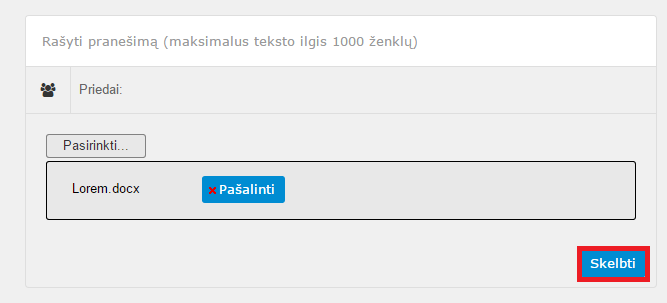 Rašyti pranešimą (maksimalus teksto ilgis 1000 ženklų)
Priedai:
Pasirinkti...
Lorem.docx
Pašalinti
Skelbti